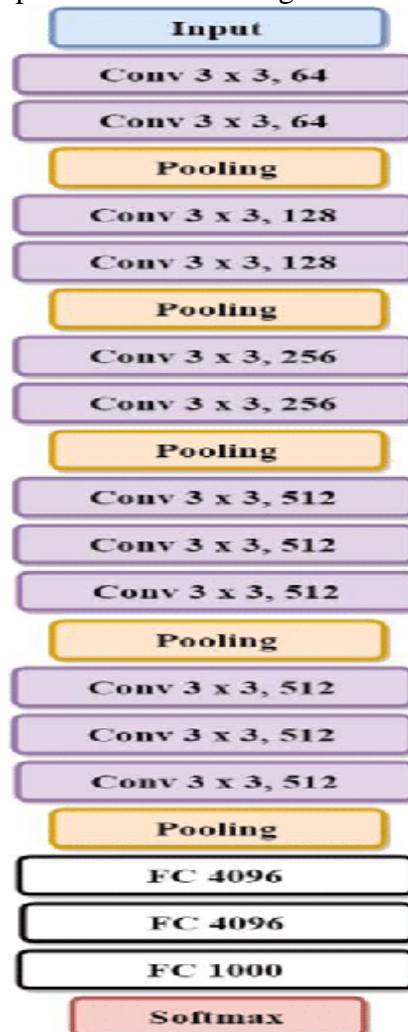 Input
Conv 3 x 3, 64
Conv 3 x 3, 64
Pooling
Conv 3 x 3, 128
Conv 3 x 3, 128
Pooling
Conv 3 x 3, 256
Conv 3 x 3, 256
Pooling
Conv 3 x 3, 512
Conv 3 x 3, 512
Conv 3 x 3, 512
Pooling
Conv 3 x 3, 512
Conv 3 x 3, 512
Conv 3 x 3, 512
Pooling
FC 4096
FC 4096
FC 1000
Softmax